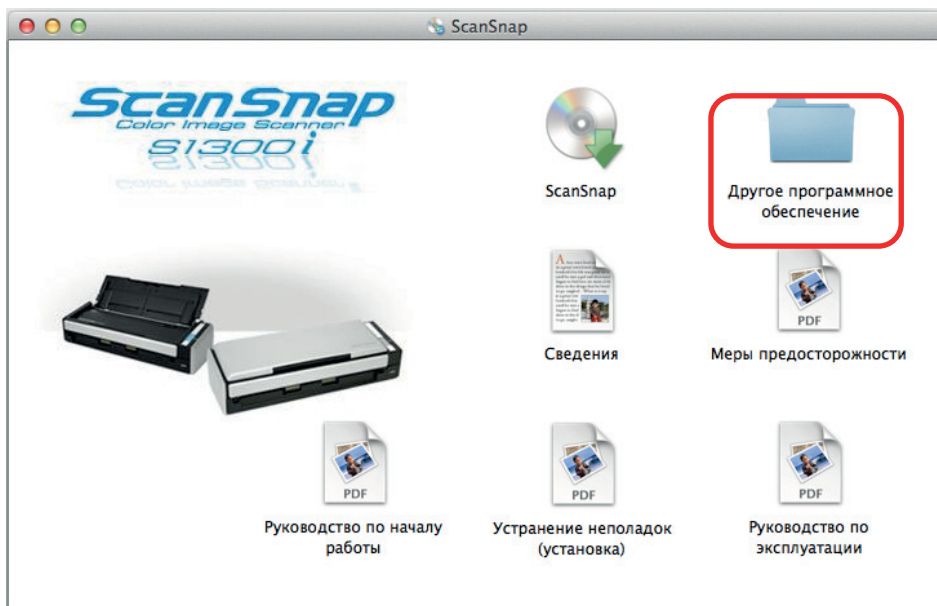 ScanSnap
ScanSnap
Color Image Scanner
S1300i
ScanSnap
Другое программное
обеспечение
PDF
Сведения
Меры предосторожности
PDF
PDF
PDF
Руководство по началу
работы
Устранение неполадок
(установка)
Руководство по
эксплуатации